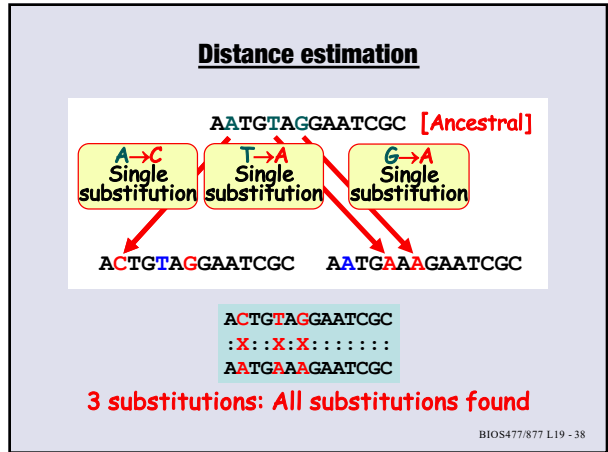 Distance estimation
AATGTAGGAATCGC [Ancestral]
A→C
Single
substitution
T→A
Single
substitution
G→A
Single
substitution
ACTGTAGGAATCGC
AATGAAAGAATCGC
ACTGTAGGAATCGC
:X::X:X:::::::
AATGAAAGAATCGC
3 substitutions: All substitutions found
BIOS477/877 L19 - 38